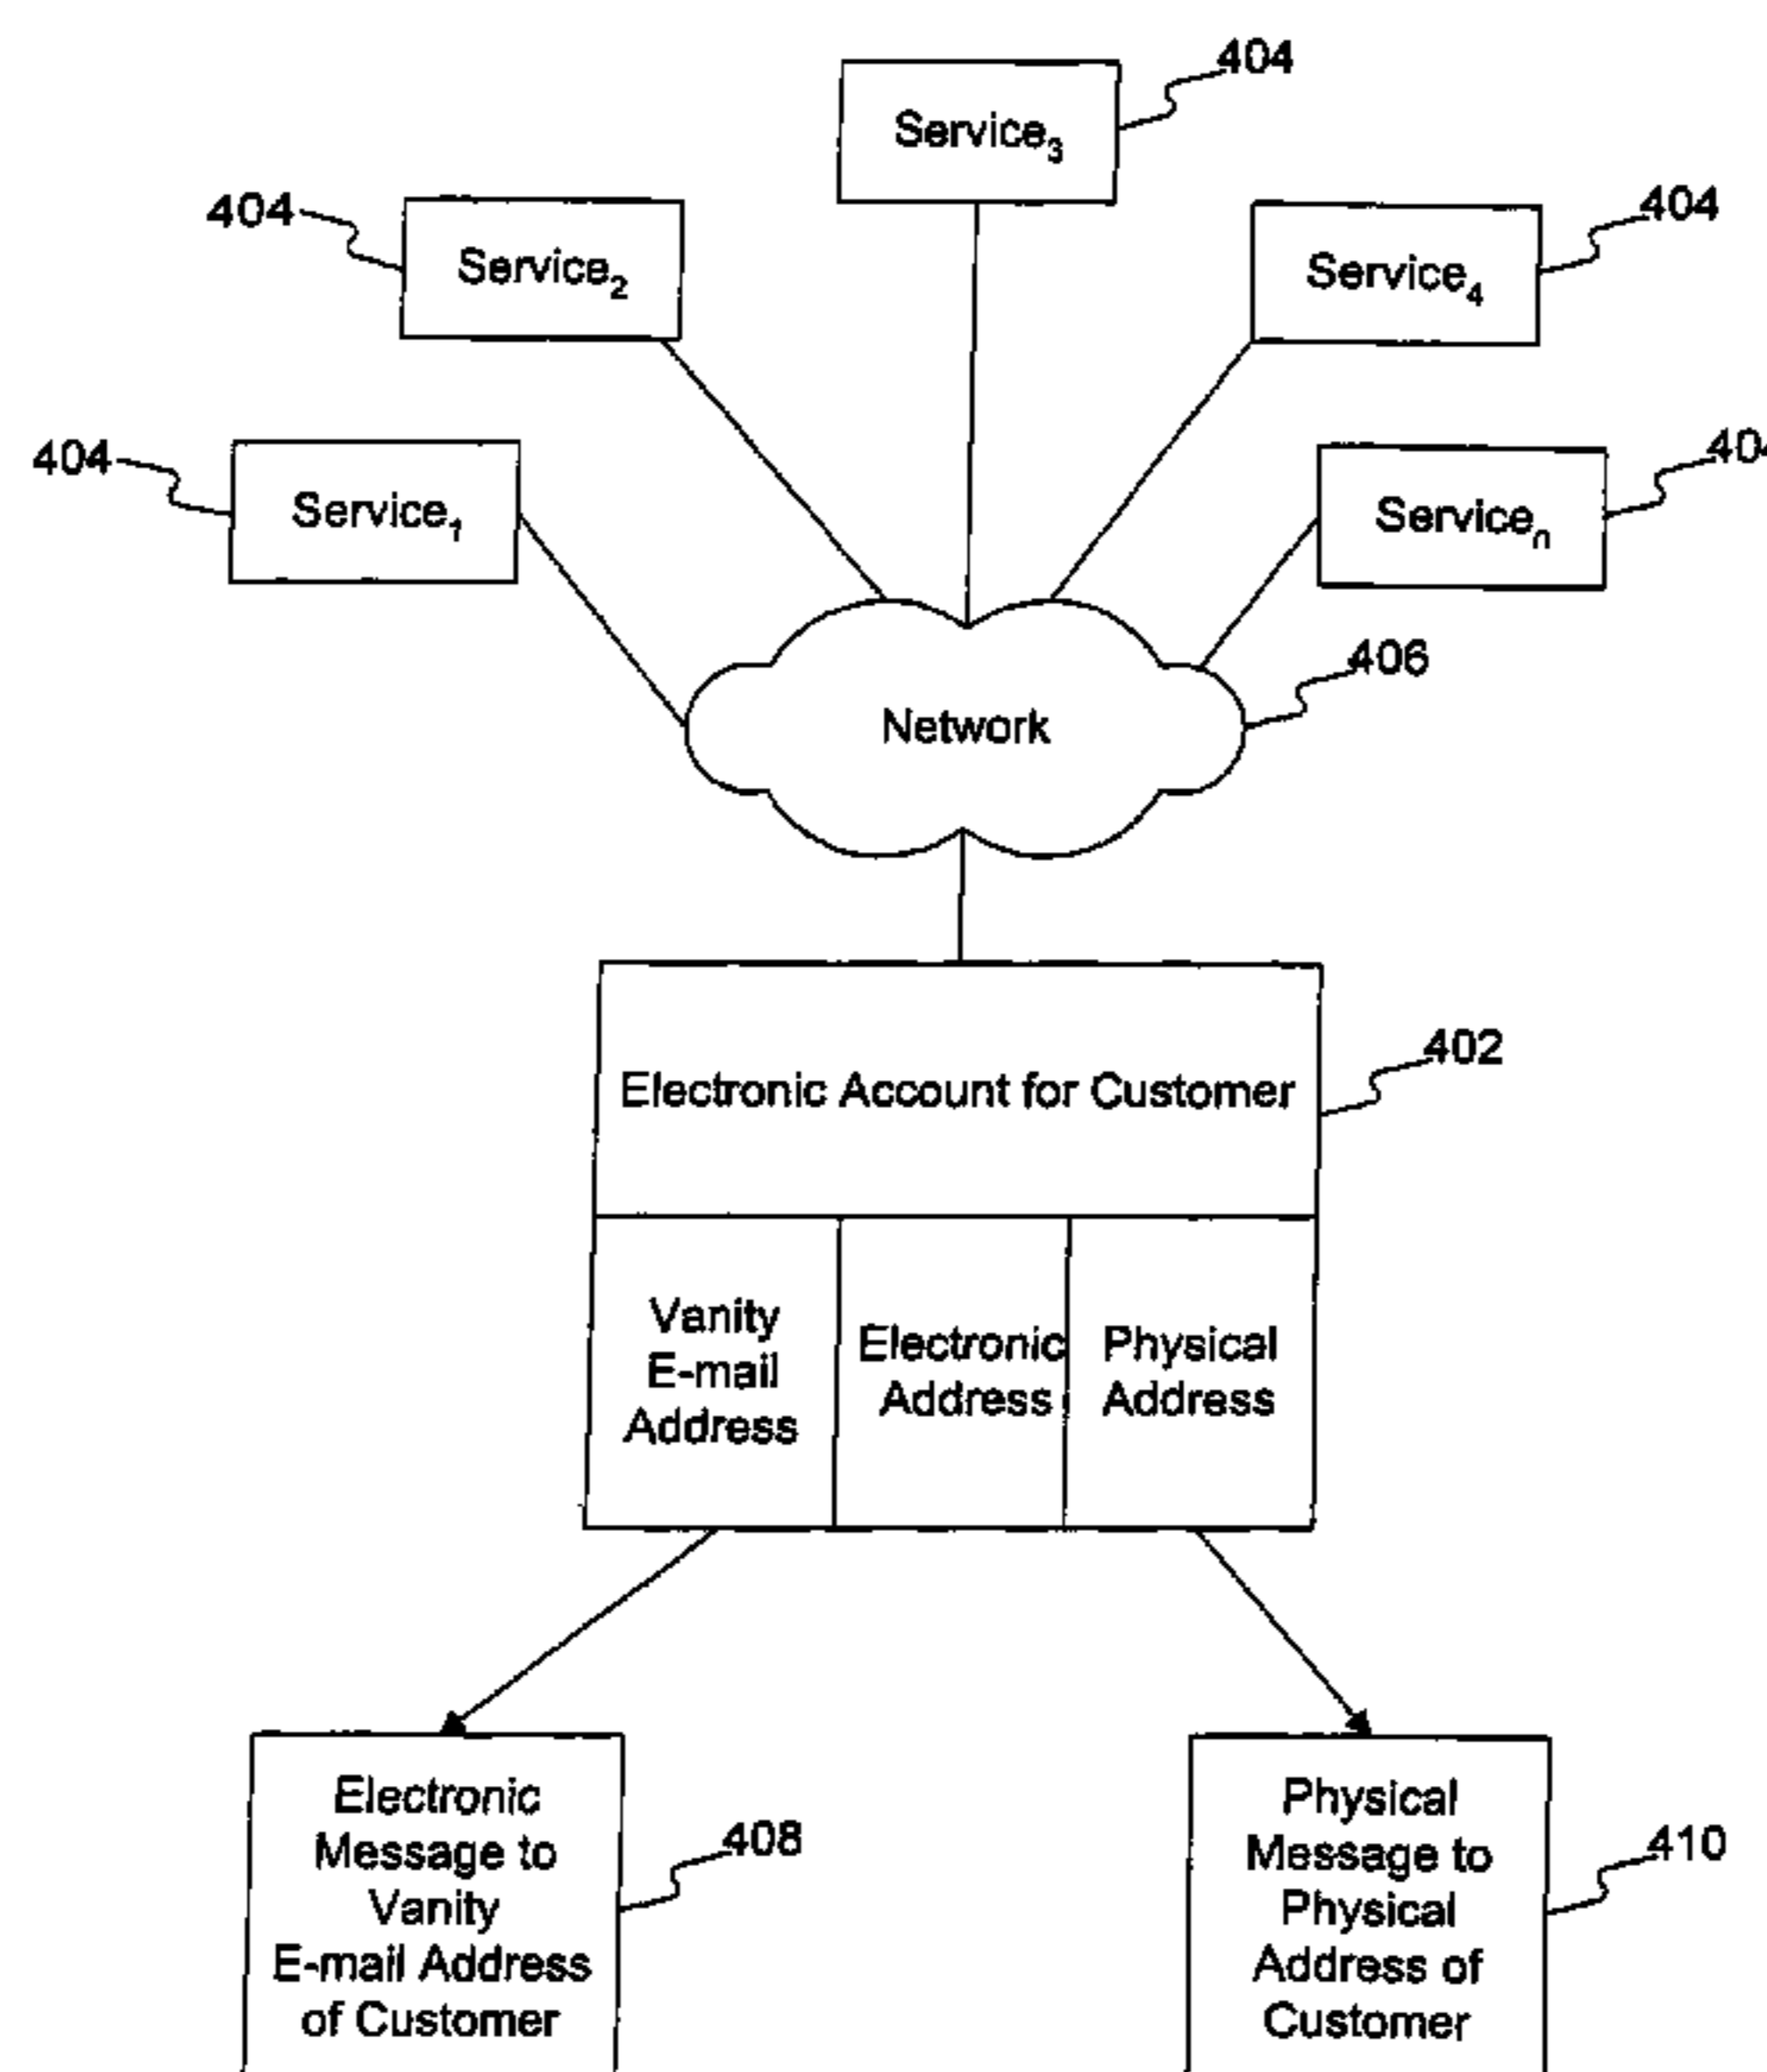 404
Service3
404
Service2
404
Service4
404
Service1
404
Servicen
Network
406
Electronic Account for Customer
402
Vanity
E-mail
Address
Electronic
Address
Physical
Address
Electronic
Message to
Vanity
E-mail Address
of Customer
408
Physical
Message to
Physical
Address of
Customer
410